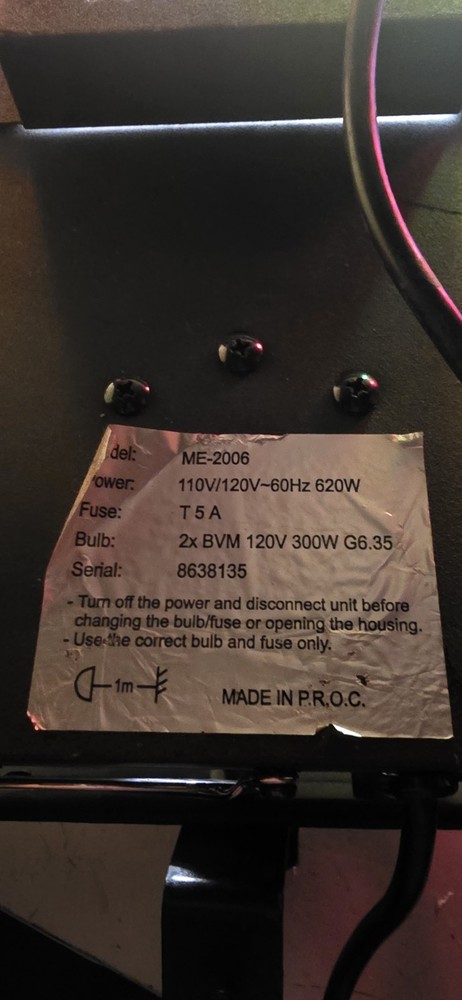 del: ME-2006
ower: 110V/120V~60Hz 620W
Fuse: T 5 A
Bulb: 2x BVM 120V 300W G6.35
Serial: 8638135
- Turn off the power and disconnect unit before
changing the bulb/fuse or opening the housing.
- Use the correct bulb and fuse only.
1m
MADE IN P.R.O.C.